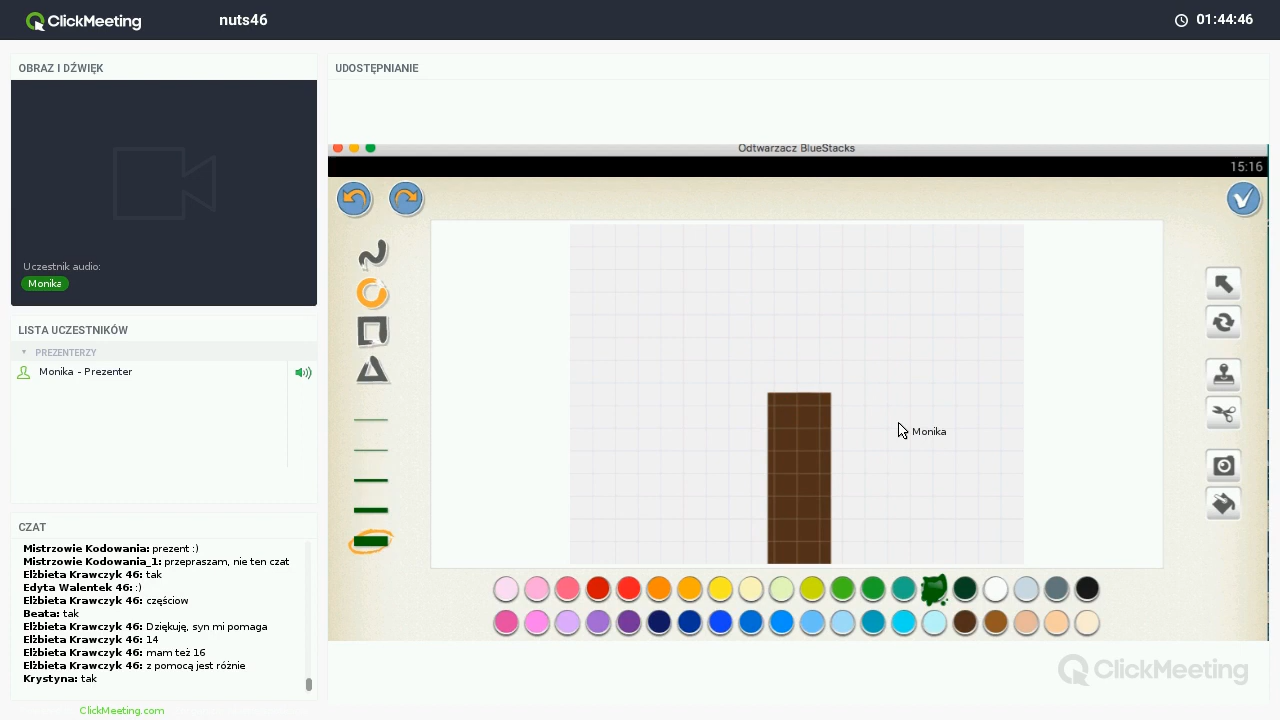 ClickMeeting
nuts46
01:44:46
OBRAZ I DŹWIĘK
Uczestnik audio:
Monika
LISTA UCZESTNIKÓW
PREZENTERZY
Monika - Prezenter
CZAT
Mistrzowie Kodowania: prezent :)
Mistrzowie Kodowania_1: przepraszam, nie ten czat
Elżbieta Krawczyk 46: tak
Edyta Walentek 46: :)
Elżbieta Krawczyk 46: częściow
Beata: tak
Elżbieta Krawczyk 46: Dziękuję, syn mi pomaga
Elżbieta Krawczyk 46: 14
Elżbieta Krawczyk 46: mam też 16
Elżbieta Krawczyk 46: z pomocą jest różnie
Krystyna: tak
ClickMeeting.com
UDOSTĘPNIANIE
Odtwarzacz BlueStacks
15:16
Monika
ClickMeeting